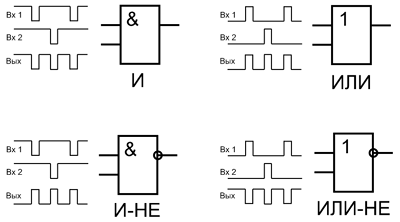 Вх 1
Вх 2
Вых
&
И
Вх 1
Вх 2
Вых
1
ИЛИ
Вх 1
Вх 2
Вых
&
И-НЕ
Вх 1
Вх 2
Вых
1
ИЛИ-НЕ